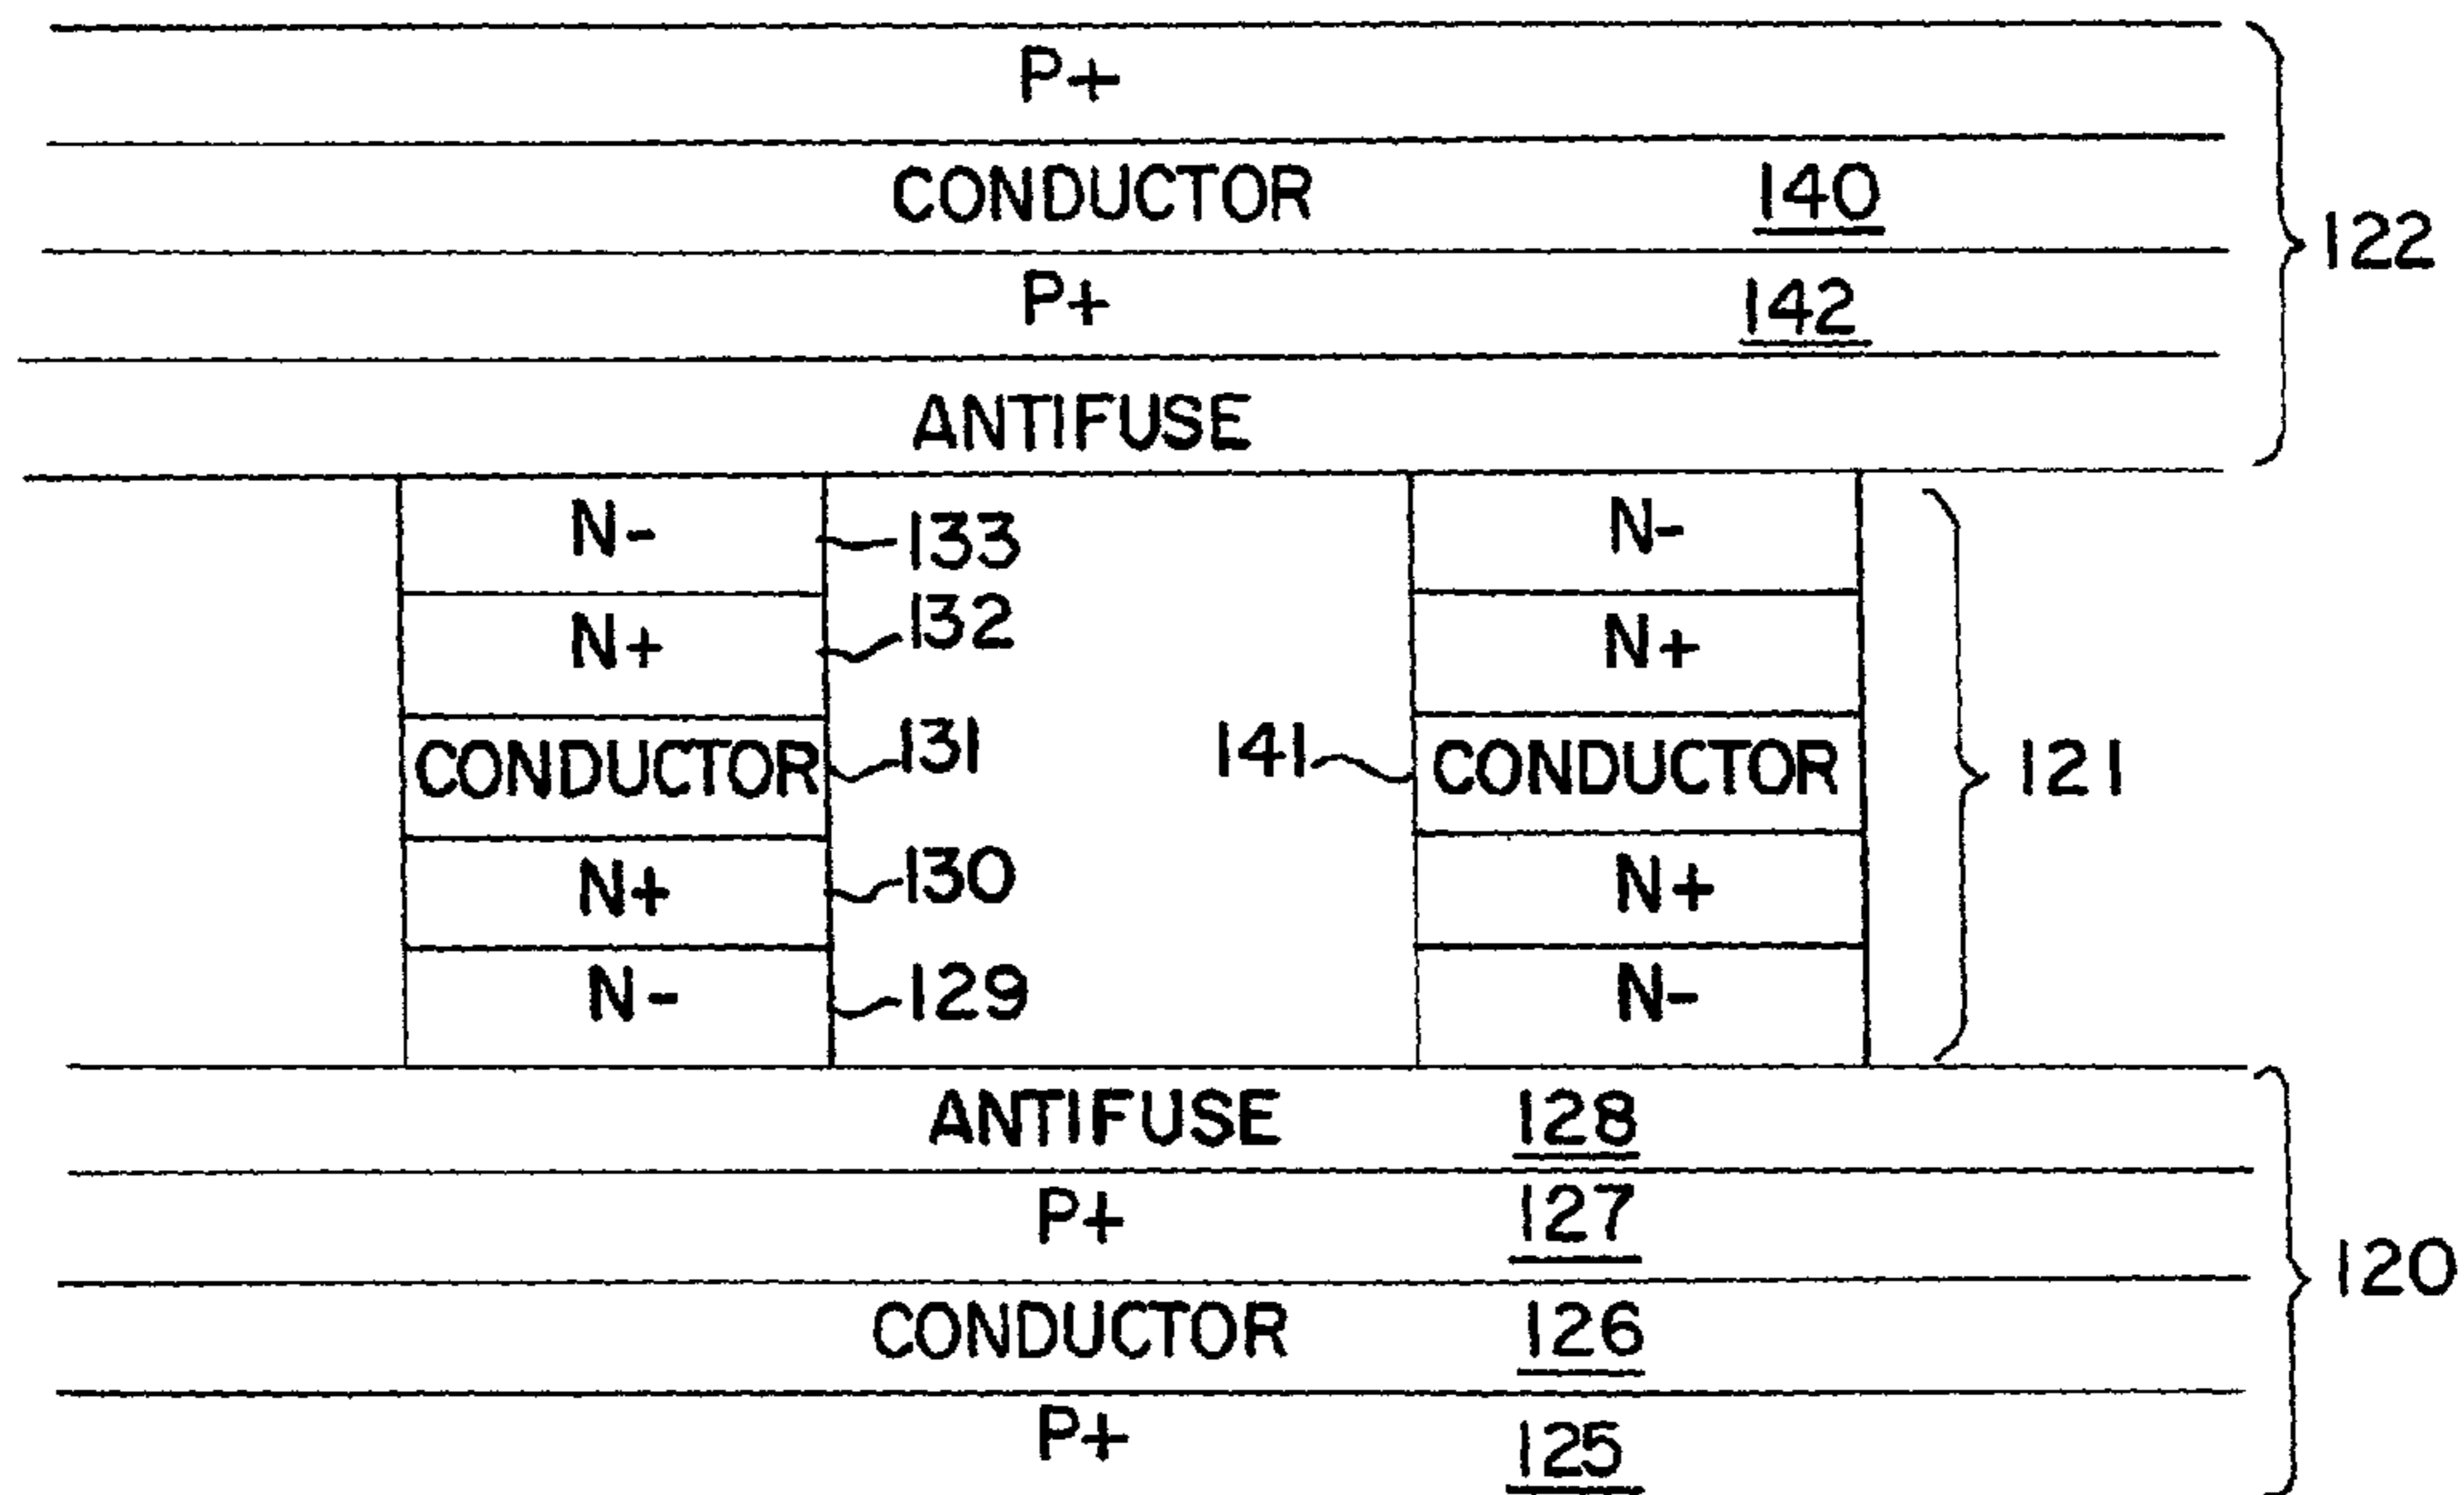 P+
CONDUCTOR 140
122
P+ 142
ANTIFUSE
N- 133 N-
N+ 132 N+
CONDUCTOR 131 141 CONDUCTOR
121
N+ 130 N+
N- 129 N-
ANTIFUSE 128
P+ 127
120
CONDUCTOR 126
P+ 125